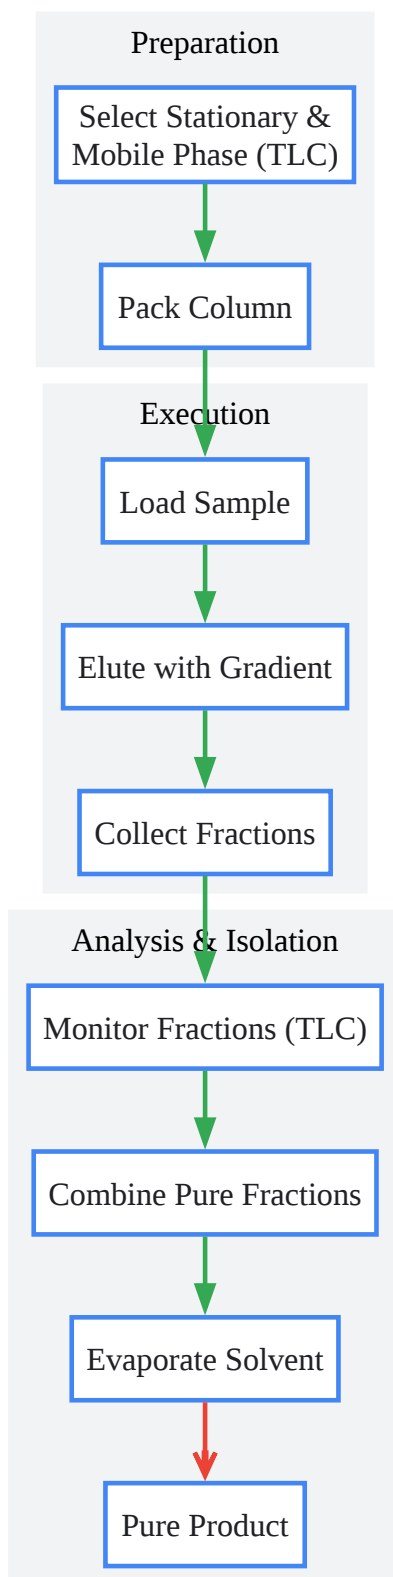 Preparation
Select Stationary &
Mobile Phase (TLC)
Pack Column
Execution
Load Sample
Elute with Gradient
Collect Fractions
Analysis & Isolation
Monitor Fractions (TLC)
Combine Pure Fractions
Evaporate Solvent
Pure Product